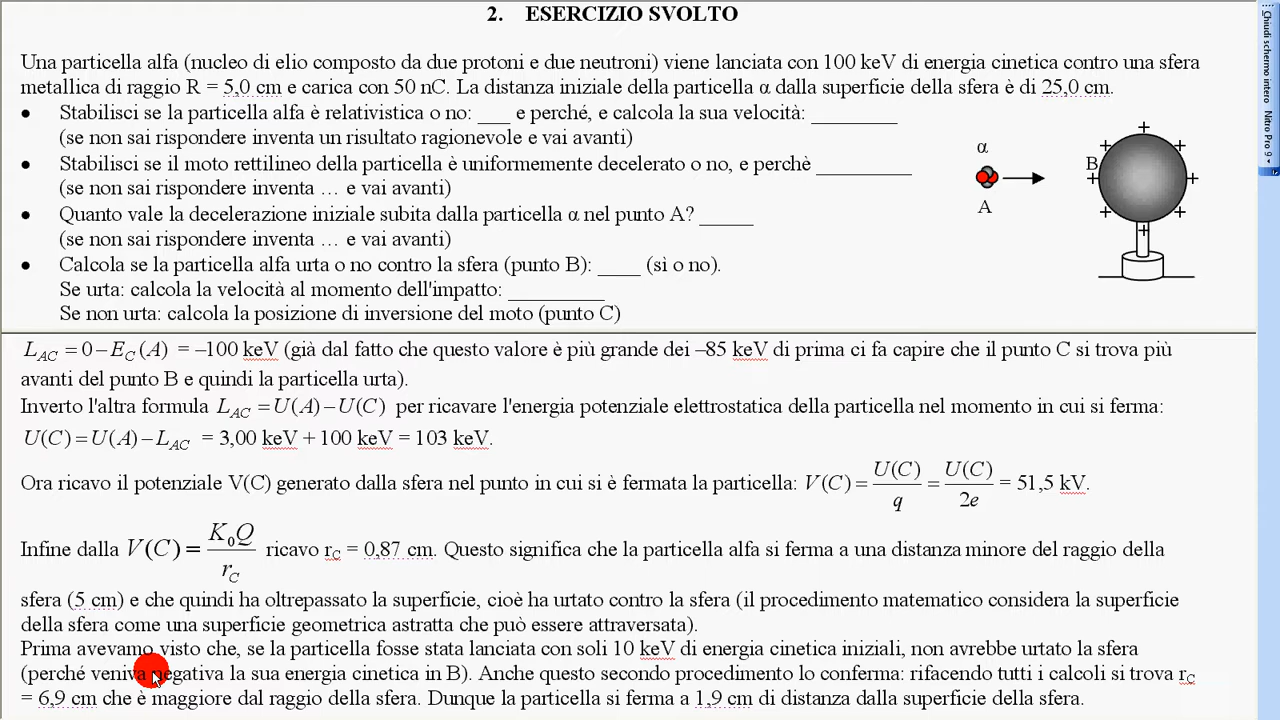 2. ESERCIZIO SVOLTO
Una particella alfa (nucleo di elio composto da due protoni e due neutroni) viene lanciata con 100 keV di energia cinetica contro una sfera
metallica di raggio R = 5,0 cm e carica con 50 nC. La distanza iniziale della particella α dalla superficie della sfera è di 25,0 cm.
• Stabilisci se la particella alfa è relativistica o no: ___ e perché, e calcola la sua velocità: ________
(se non sai rispondere inventa un risultato ragionevole e vai avanti)
• Stabilisci se il moto rettilineo della particella è uniformemente decelerato o no, e perchè _________
(se non sai rispondere inventa … e vai avanti)
• Quanto vale la decelerazione iniziale subita dalla particella α nel punto A? _____
(se non sai rispondere inventa … e vai avanti)
• Calcola se la particella alfa urta o no contro la sfera (punto B): ____ (si o no).
Se urta: calcola la velocità al momento dell'impatto: _________
Se non urta: calcola la posizione di inversione del moto (punto C)
α
A
B
+ + + + + + + +
L_AC = 0 – E_C(A) = –100 keV (già dal fatto che questo valore è più grande dei –85 keV di prima ci fa capire che il punto C si trova più
avanti del punto B e quindi la particella urta).
Inverto l'altra formula L_AC = U(A) – U(C) per ricavare l'energia potenziale elettrostatica della particella nel momento in cui si ferma:
U(C) = U(A) – L_AC = 3,00 keV + 100 keV = 103 keV.
Ora ricavo il potenziale V(C) generato dalla sfera nel punto in cui si è fermata la particella: V(C) = U(C)/q = U(C)/2e = 51,5 kV.
Infine dalla V(C) = K₀Q/r_C ricavo r_C = 0,87 cm. Questo significa che la particella alfa si ferma a una distanza minore del raggio della
sfera (5 cm) e che quindi ha oltrepassato la superficie, cioè ha urtato contro la sfera (il procedimento matematico considera la superficie
della sfera come una superficie geometrica astratta che può essere attraversata).
Prima avevamo visto che, se la particella fosse stata lanciata con soli 10 keV di energia cinetica iniziali, non avrebbe urtato la sfera
(perché veniva negativa la sua energia cinetica in B). Anche questo secondo procedimento lo conferma: rifacendo tutti i calcoli si trova r_C
= 6,9 cm che è maggiore dal raggio della sfera. Dunque la particella si ferma a 1,9 cm di distanza dalla superficie della sfera.
Chiudi schermo intero
Nitro Pro 9